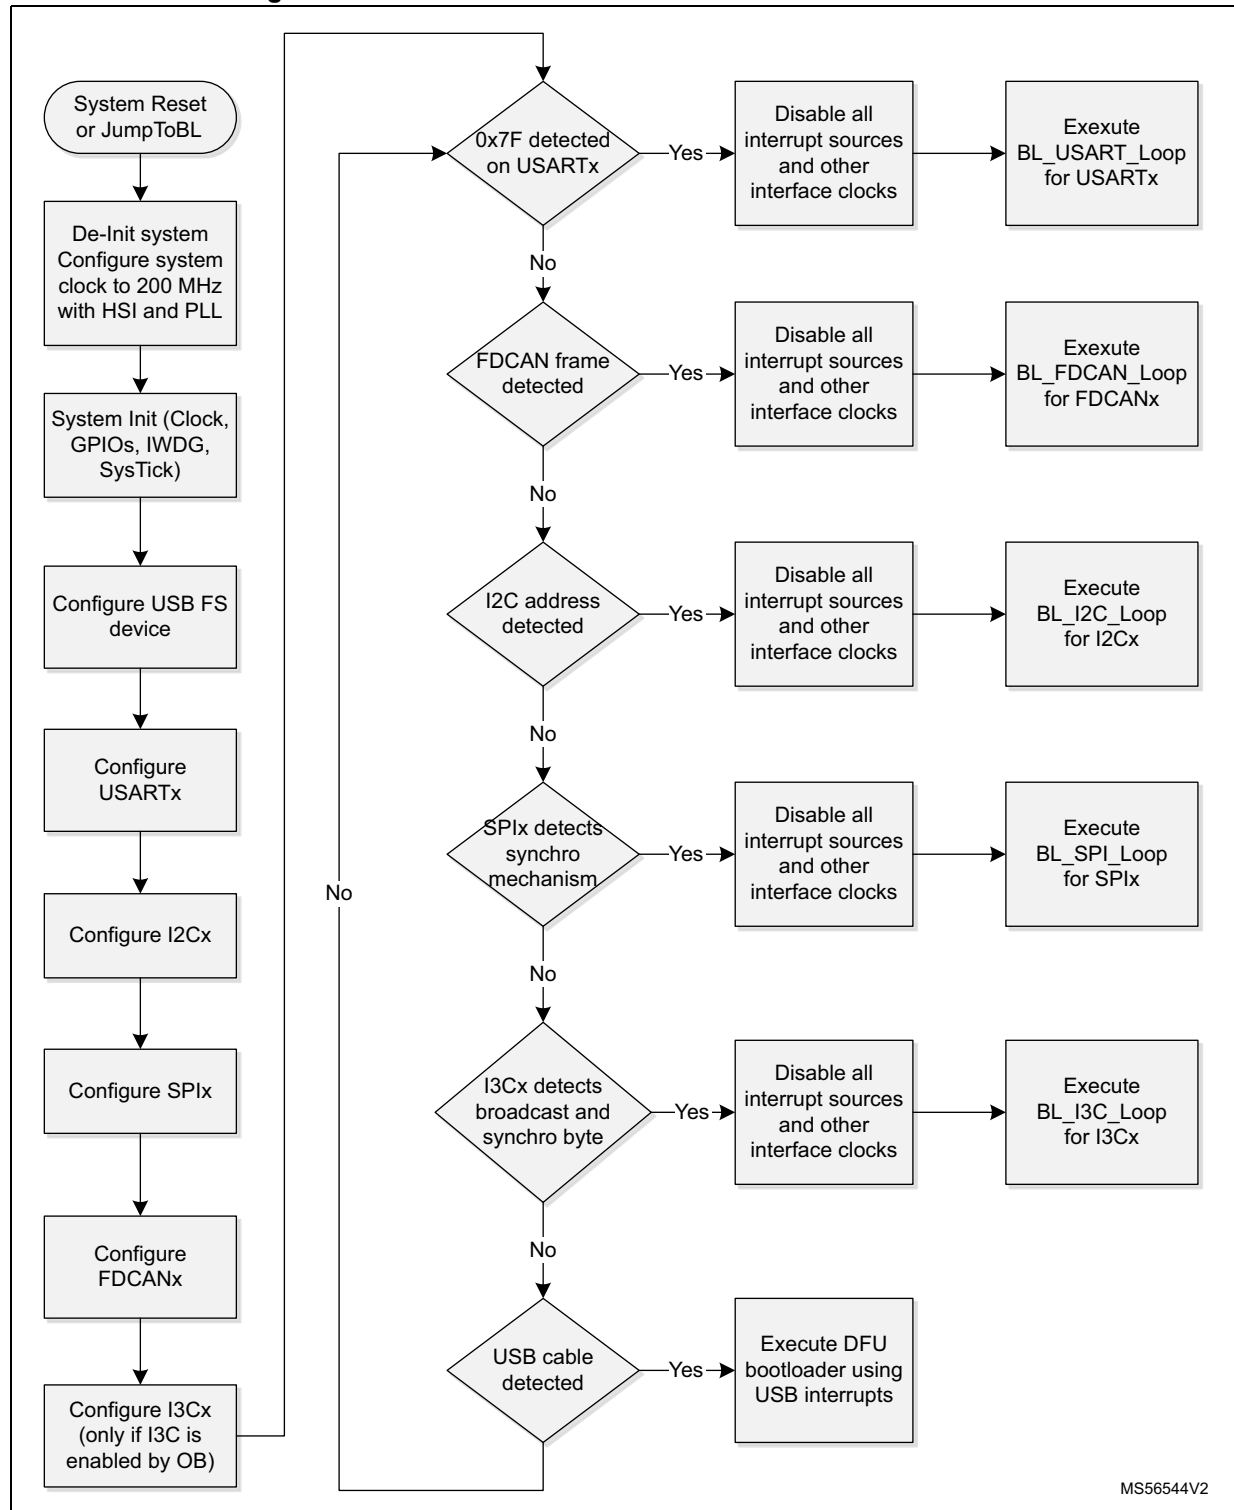 System Reset
or JumpToBL
De-Init system
Configure system
clock to 200 MHz
with HSI and PLL
System Init (Clock,
GPIOs, IWDG,
SysTick)
Configure USB FS
device
Configure
USARTx
Configure I2Cx
Configure SPIx
Configure
FDCANx
Configure I3Cx
(only if I3C is
enabled by OB)
No
0x7F detected
on USARTx
Yes
Disable all
interrupt sources
and other
interface clocks
Exexute
BL_USART_Loop
for USARTx
No
FDCAN frame
detected
Yes
Disable all
interrupt sources
and other
interface clocks
Exexute
BL_FDCAN_Loop
for FDCANx
No
I2C address
detected
Yes
Disable all
interrupt sources
and other
interface clocks
Execute
BL_I2C_Loop
for I2Cx
No
SPIx detects
synchro
mechanism
Yes
Disable all
interrupt sources
and other
interface clocks
Execute
BL_SPI_Loop
for SPIx
No
I3Cx detects
broadcast and
synchro byte
Yes
Disable all
interrupt sources
and other
interface clocks
Execute
BL_I3C_Loop
for I3Cx
No
USB cable
detected
Yes
Execute DFU
bootloader using
USB interrupts
MS56544V2